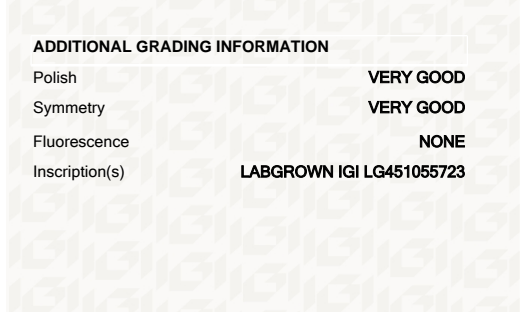 ADDITIONAL GRADING INFORMATION
Polish VERY GOOD
Symmetry VERY GOOD
Fluorescence NONE
Inscription(s) LABGROWN IGI LG451055723